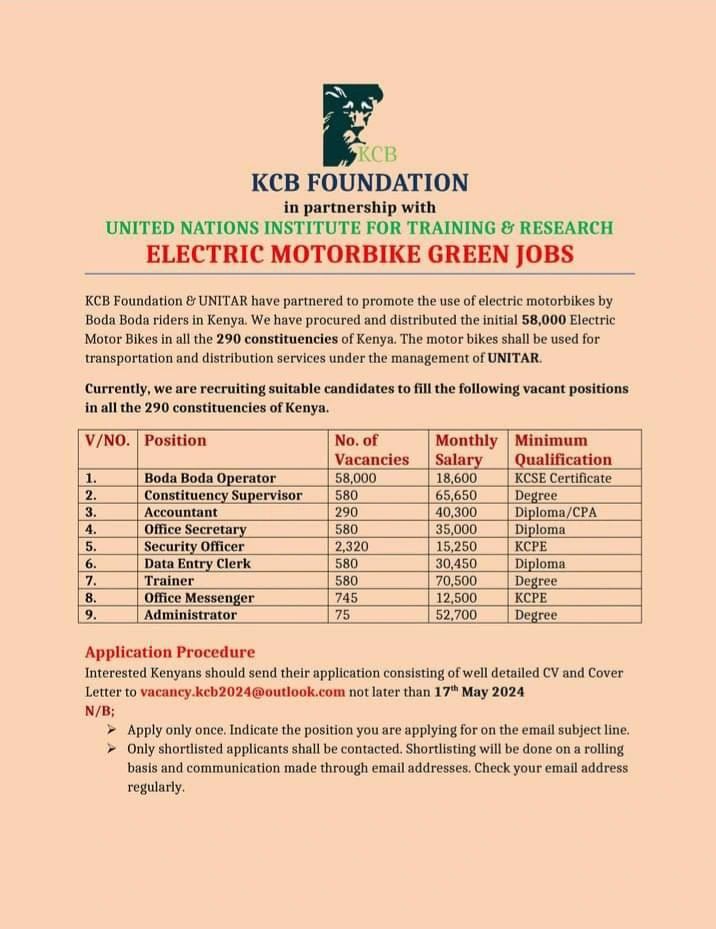 KCB
KCB FOUNDATION
in partnership with
UNITED NATIONS INSTITUTE FOR TRAINING & RESEARCH
ELECTRIC MOTORBIKE GREEN JOBS
KCB Foundation & UNITAR have partnered to promote the use of electric motorbikes by
Boda Boda riders in Kenya. We have procured and distributed the initial 58,000 Electric
Motor Bikes in all the 290 constituencies of Kenya. The motor bikes shall be used for
transportation and distribution services under the management of UNITAR.
Currently, we are recruiting suitable candidates to fill the following vacant positions
in all the 290 constituencies of Kenya.
V/NO. Position No. of Vacancies Monthly Salary Minimum Qualification
1. Boda Boda Operator 58,000 18,600 KCSE Certificate
2. Constituency Supervisor 580 65,650 Degree
3. Accountant 290 40,300 Diploma/CPA
4. Office Secretary 580 35,000 Diploma
5. Security Officer 2,320 15,250 KCPE
6. Data Entry Clerk 580 30,450 Diploma
7. Trainer 580 70,500 Degree
8. Office Messenger 745 12,500 KCPE
9. Administrator 75 52,700 Degree
Application Procedure
Interested Kenyans should send their application consisting of well detailed CV and Cover
Letter to vacancy.kcb2024@outlook.com not later than 17th May 2024
N/B;
➢ Apply only once. Indicate the position you are applying for on the email subject line.
➢ Only shortlisted applicants shall be contacted. Shortlisting will be done on a rolling
basis and communication made through email addresses. Check your email address
regularly.